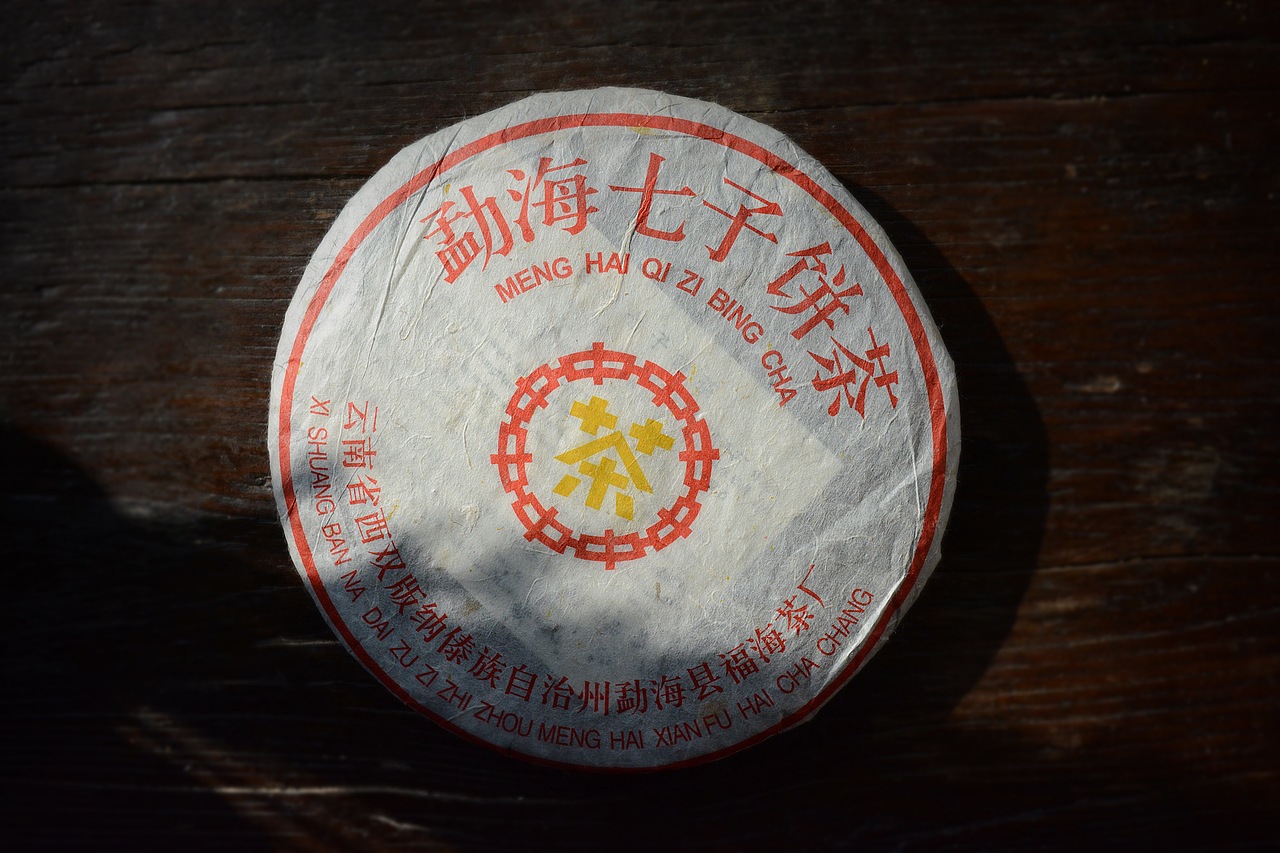 勐海七子饼茶
MENG HAI QI ZI BING CHA
茶
云南省西双版纳傣族自治州勐海县福海茶厂
XI SHUANG BAN NA DAI ZU ZI ZHI ZHOU MENG HAI XIAN FU HAI CHA CHANG